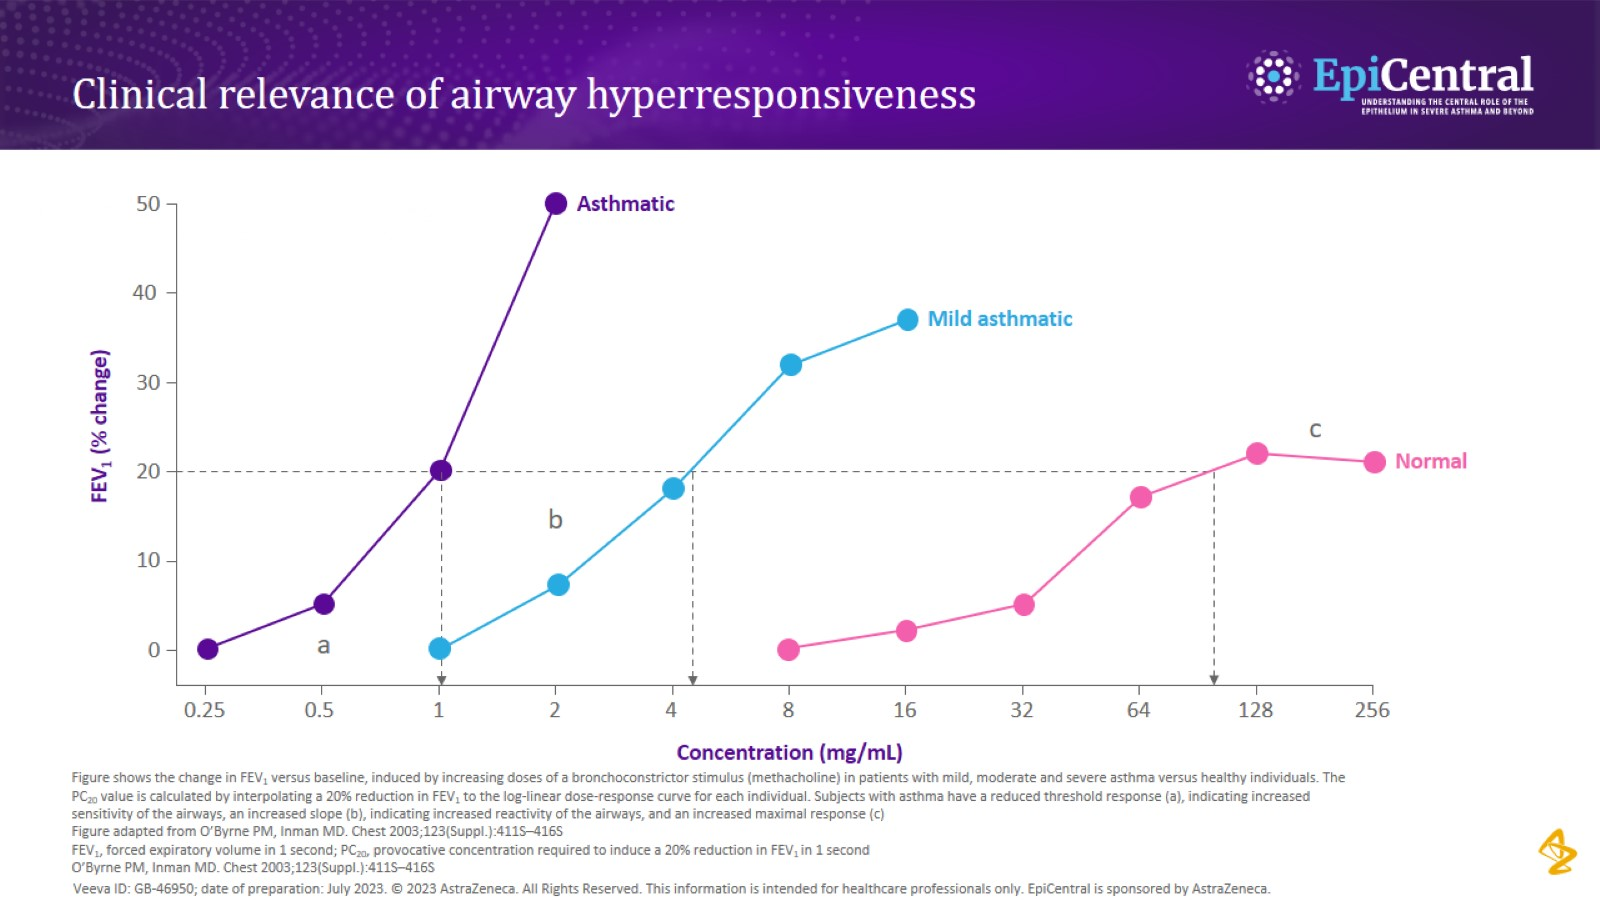 Clinical relevance of airway hyperresponsiveness
EpiCentral
UNDERSTANDING THE CENTRAL ROLE OF THE
EPITHELIUM IN SEVERE ASTHMA AND BEYOND
50
Asthmatic
40
Mild asthmatic
FEV₁ (% change)
30
c
20
Normal
b
10
a
0
0.25 0.5 1 2 4 8 16 32 64 128 256
Concentration (mg/mL)
Figure shows the change in FEV₁ versus baseline, induced by increasing doses of a bronchoconstrictor stimulus (methacholine) in patients with mild, moderate and severe asthma versus healthy individuals. The
PC₂₀ value is calculated by interpolating a 20% reduction in FEV₁ to the log-linear dose-response curve for each individual. Subjects with asthma have a reduced threshold response (a), indicating increased
sensitivity of the airways, an increased slope (b), indicating increased reactivity of the airways, and an increased maximal response (c)
Figure adapted from O’Byrne PM, Inman MD. Chest 2003;123(Suppl.):411S–416S
FEV₁, forced expiratory volume in 1 second; PC₂₀, provocative concentration required to induce a 20% reduction in FEV₁ in 1 second
O’Byrne PM, Inman MD. Chest 2003;123(Suppl.):411S–416S
Veeva ID: GB-46950; date of preparation: July 2023. © 2023 AstraZeneca. All Rights Reserved. This information is intended for healthcare professionals only. EpiCentral is sponsored by AstraZeneca.